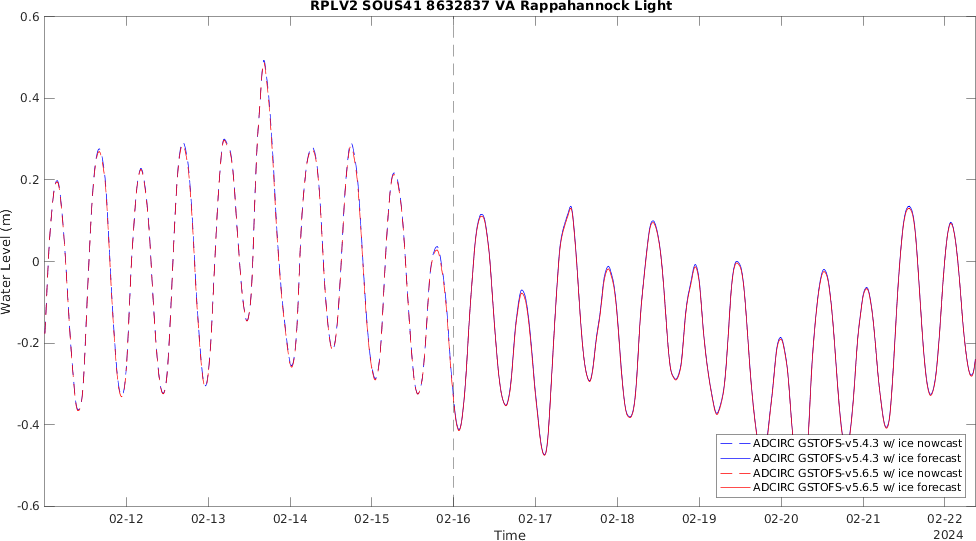 RPLV2 SOUS41 8632837 VA Rappahannock Light
Water Level (m)
0.6
0.4
0.2
0
-0.2
-0.4
-0.6
ADCIRC GSTOFS-v5.4.3 w/ ice nowcast
ADCIRC GSTOFS-v5.4.3 w/ ice forecast
ADCIRC GSTOFS-v5.6.5 w/ ice nowcast
ADCIRC GSTOFS-v5.6.5 w/ ice forecast
02-12 02-13 02-14 02-15 02-16 02-17 02-18 02-19 02-20 02-21 02-22
Time
2024